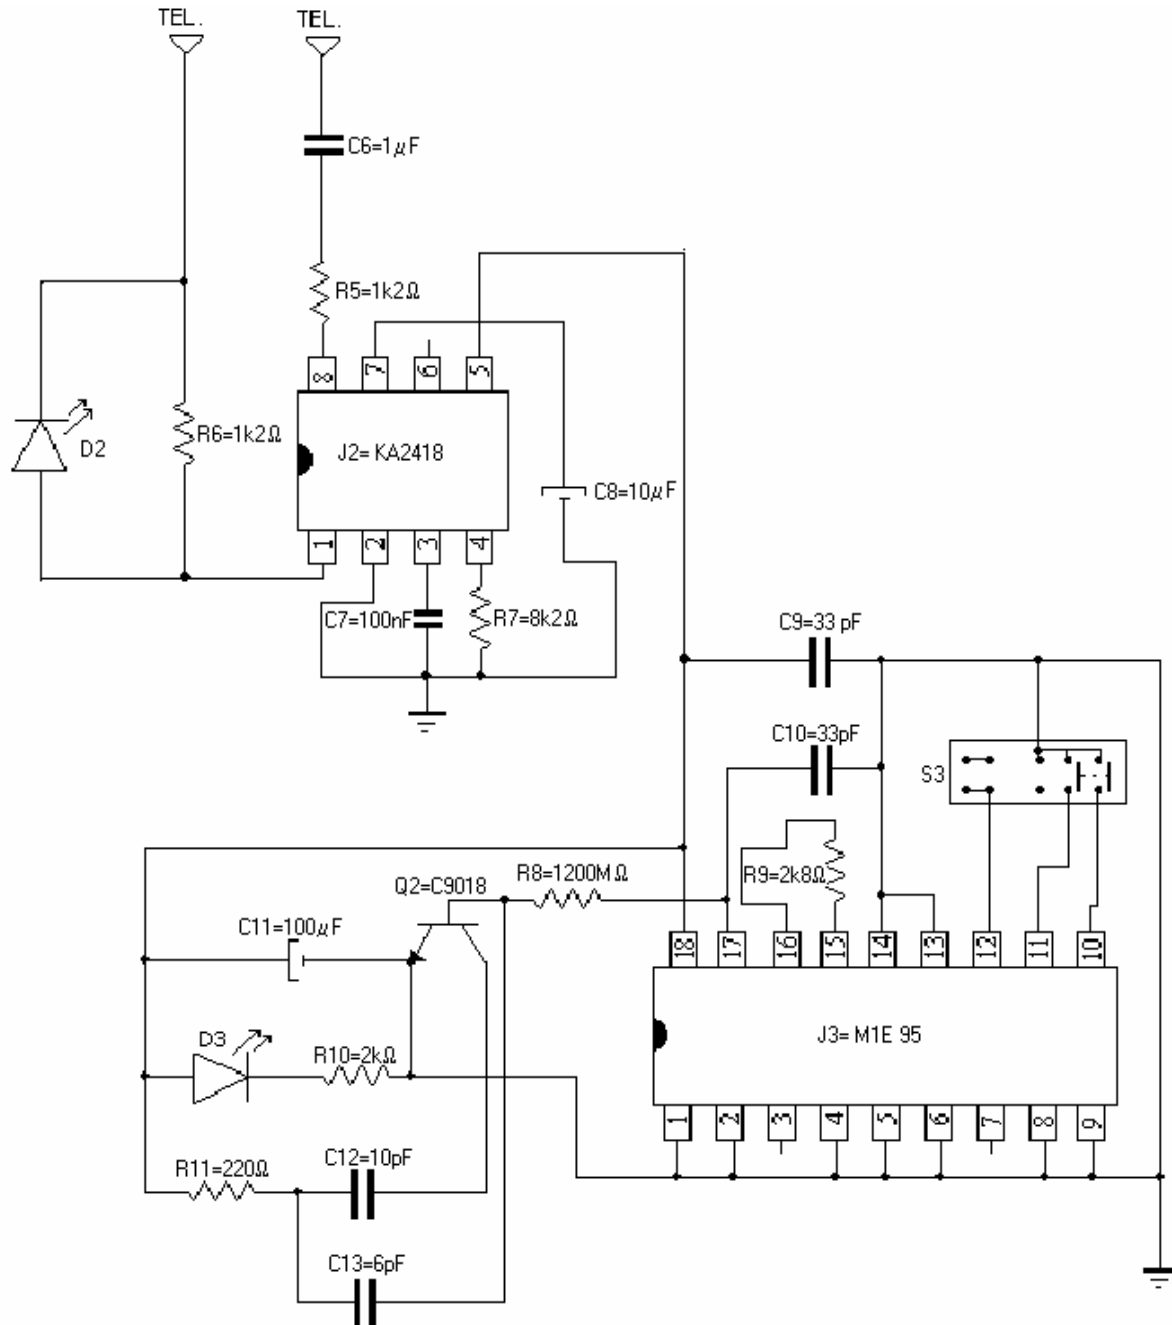 TEL. TEL.
C6=1µF
R5=1k2Ω
8 7 6 5
D2
R6=1k2Ω
J2= KA2418
C8=10µF
1 2 3 4
C7=100nF
R7=8k2Ω
C9=33 pF
C10=33pF
S3
R8=1200M Ω
R9=2k8Ω
Q2=C9018
C11=100µF
18 17 16 15 14 13 12 11 10
D3
R10=2kΩ
J3= M1E 95
1 2 3 4 5 6 7 8 9
C12=10pF
R11=220Ω
C13=6pF